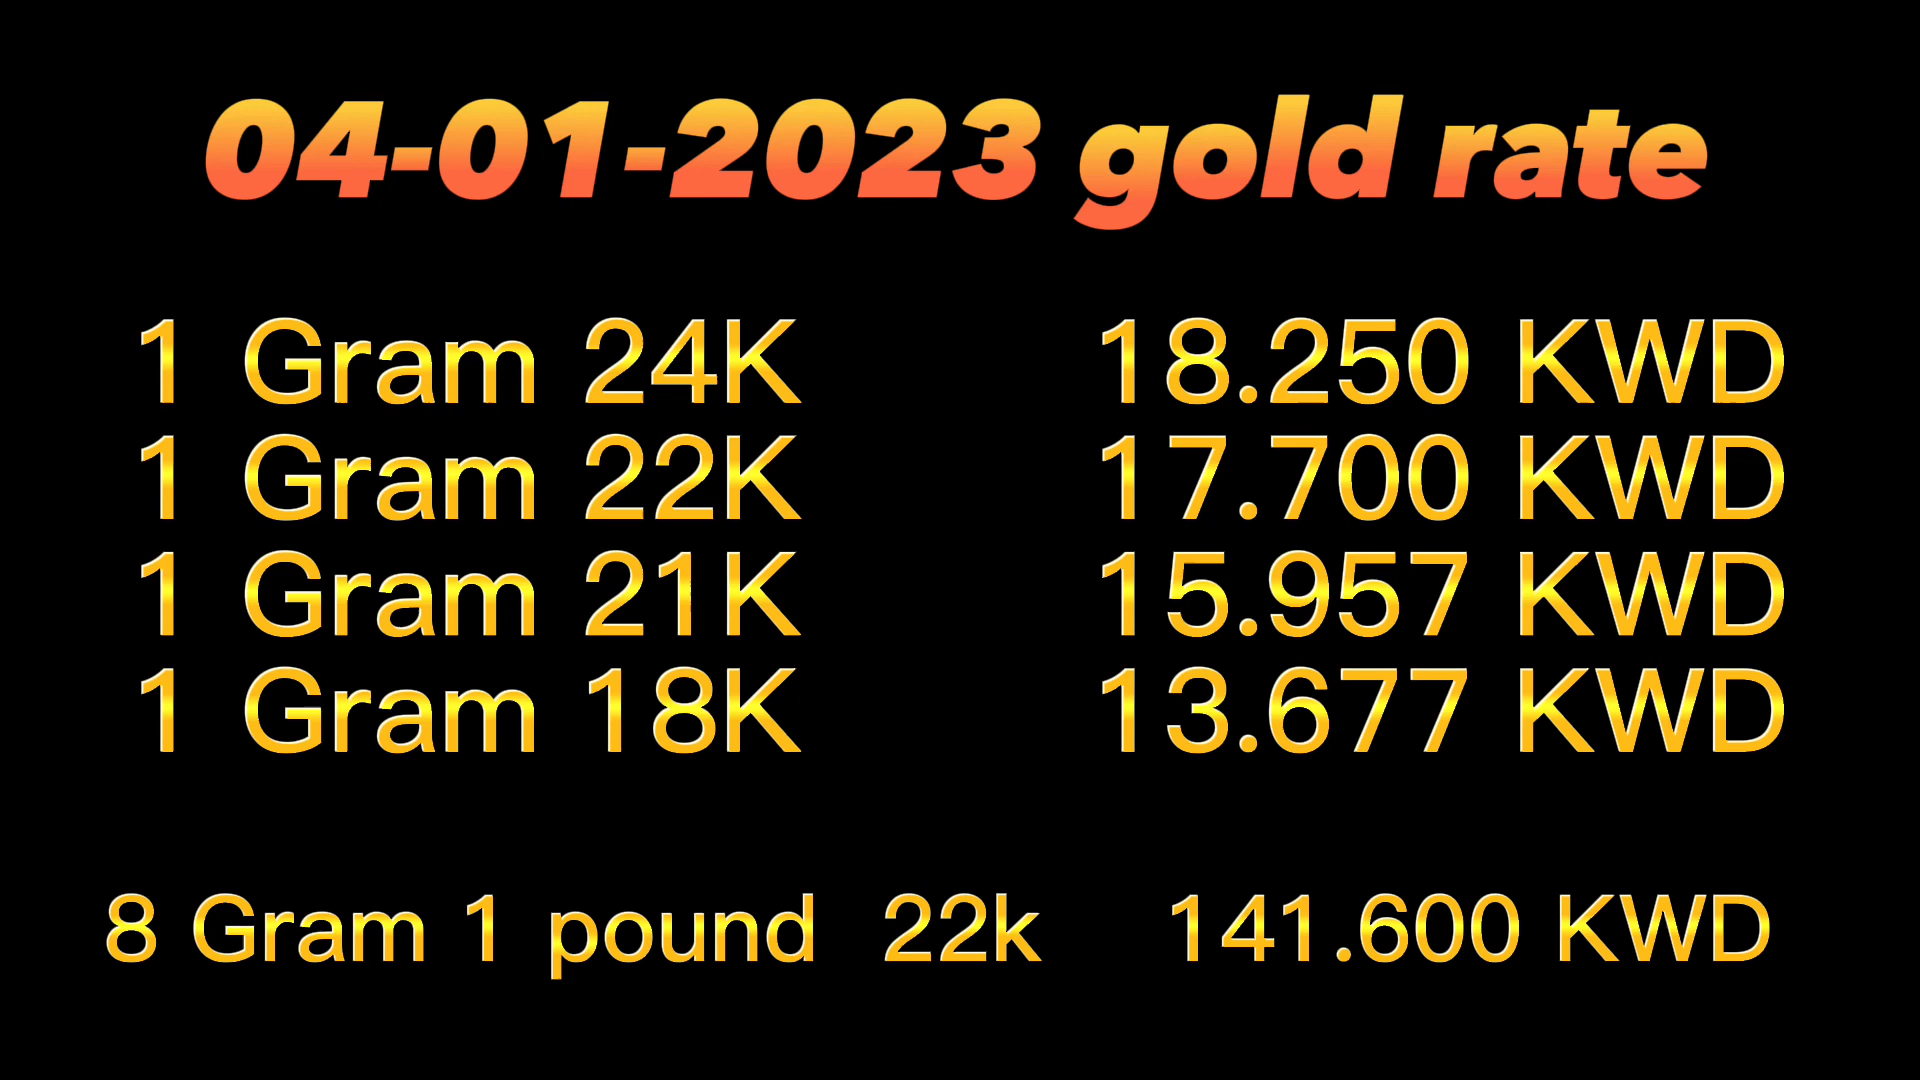 04-01-2023 gold rate
1 Gram 24K 18.250 KWD
1 Gram 22K 17.700 KWD
1 Gram 21K 15.957 KWD
1 Gram 18K 13.677 KWD
8 Gram 1 pound 22k 141.600 KWD